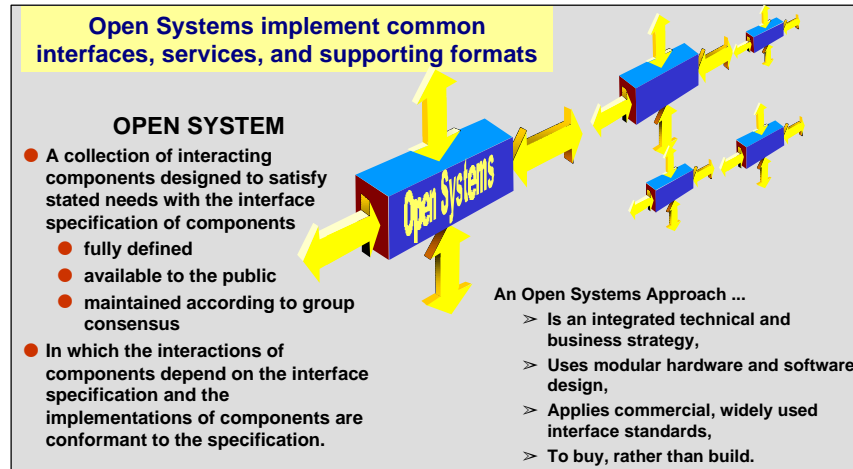 Open Systems implement common
interfaces, services, and supporting formats
OPEN SYSTEM
● A collection of interacting
components designed to satisfy
stated needs with the interface
specification of components
● fully defined
● available to the public
● maintained according to group
consensus
● In which the interactions of
components depend on the interface
specification and the
implementations of components are
conformant to the specification.
Open Systems
An Open Systems Approach ...
➢ Is an integrated technical and
business strategy,
➢ Uses modular hardware and software
design,
➢ Applies commercial, widely used
interface standards,
➢ To buy, rather than build.